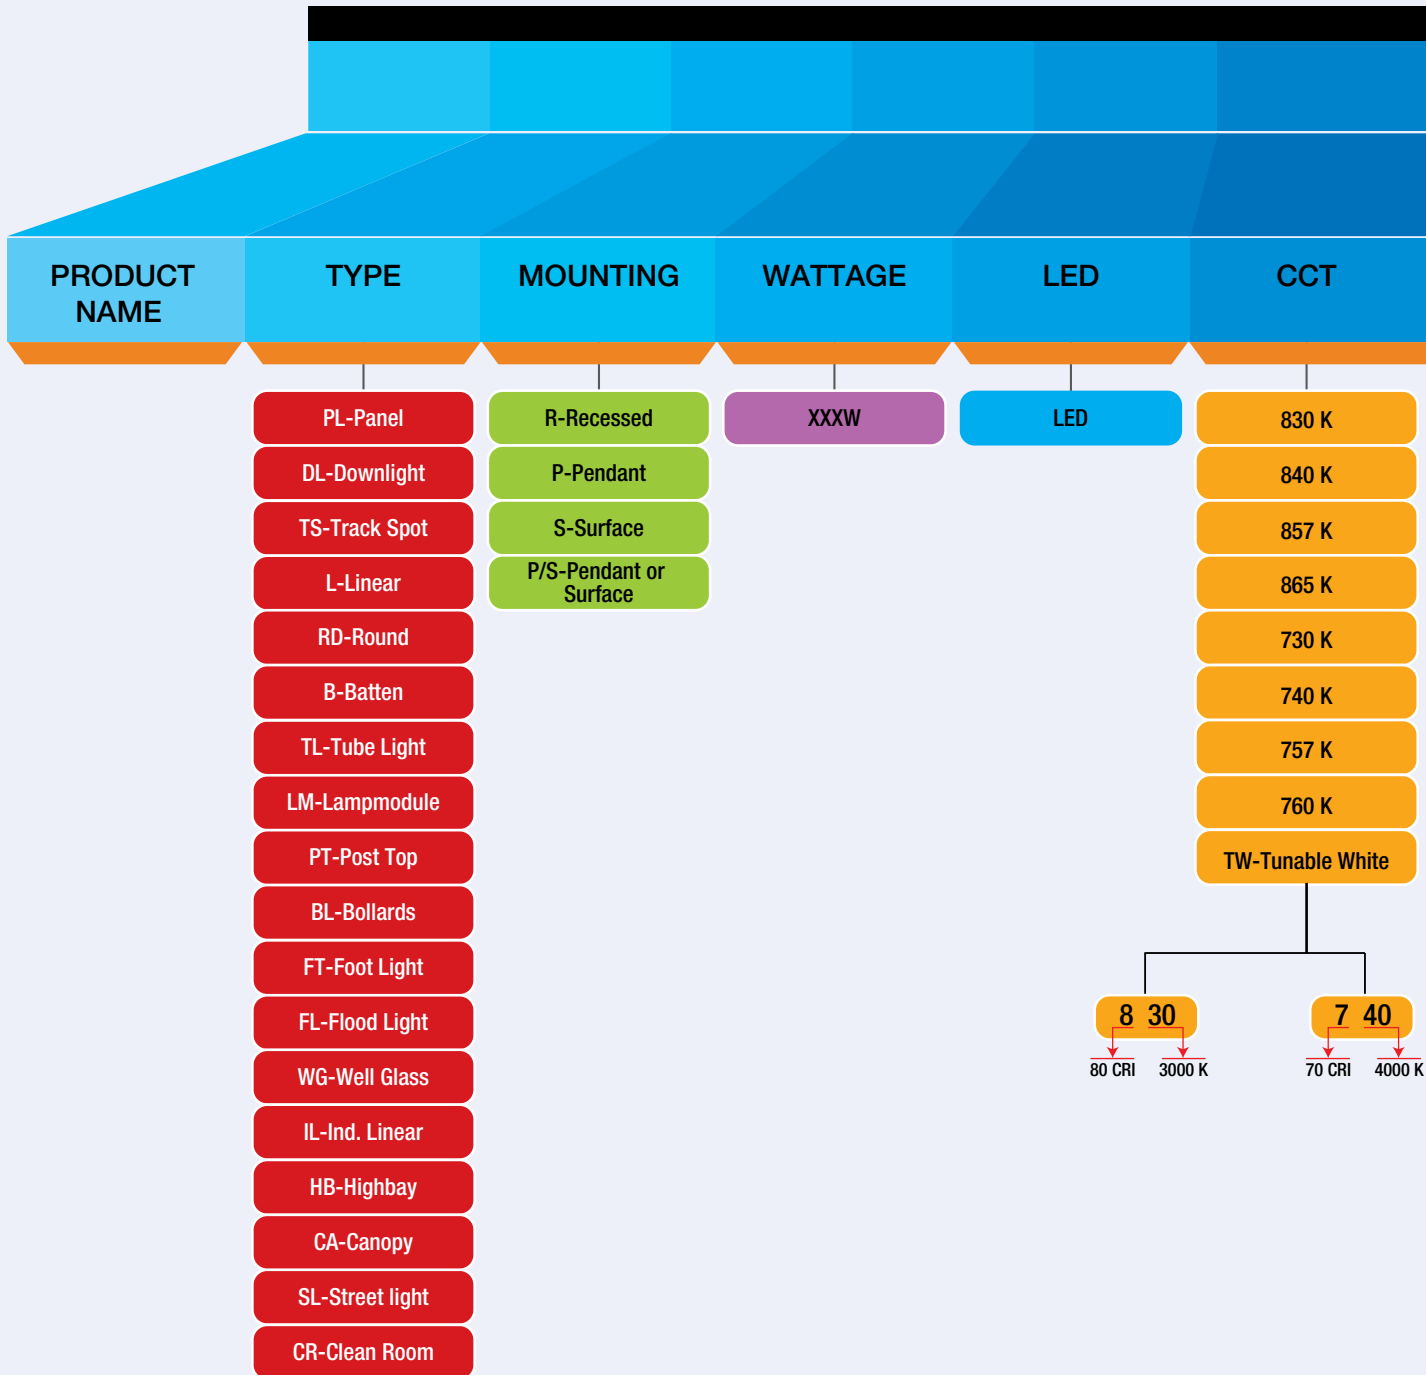 PRODUCT
NAME
TYPE
MOUNTING
WATTAGE
LED
CCT
PL-Panel
DL-Downlight
TS-Track Spot
L-Linear
RD-Round
B-Batten
TL-Tube Light
LM-Lampmodule
PT-Post Top
BL-Bollards
FT-Foot Light
FL-Flood Light
WG-Well Glass
IL-Ind. Linear
HB-Highbay
CA-Canopy
SL-Street light
CR-Clean Room
R-Recessed
P-Pendant
S-Surface
P/S-Pendant or
Surface
XXXW
LED
830 K
840 K
857 K
865 K
730 K
740 K
757 K
760 K
TW-Tunable White
8 30
80 CRI 3000 K
7 40
70 CRI 4000 K